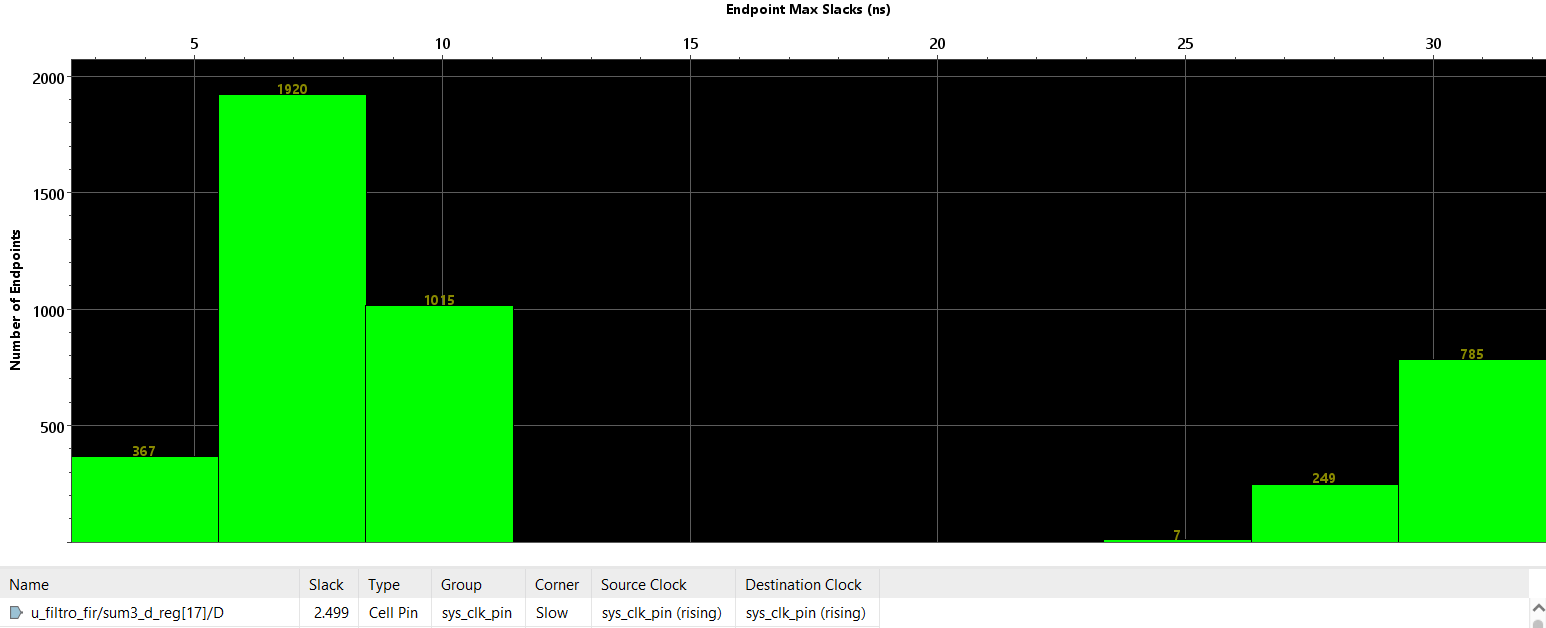 Endpoint Max Slacks (ns)
5 10 15 20 25 30
2000
1500
1000
500
Number of Endpoints
367
1920
1015
7
249
785
Name Slack Type Group Corner Source Clock Destination Clock
u_filtro_fir/sum3_d_reg[17]/D 2.499 Cell Pin sys_clk_pin Slow sys_clk_pin (rising) sys_clk_pin (rising)